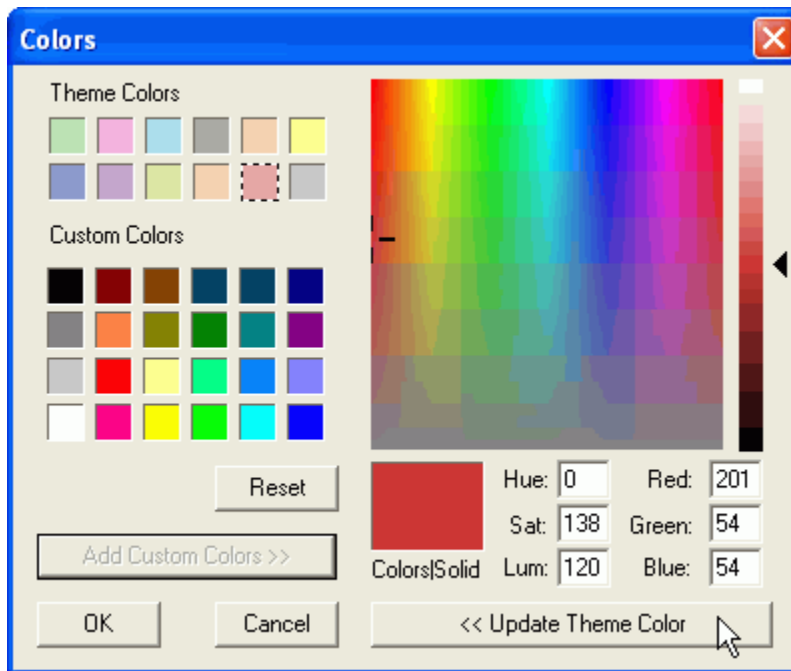 Colors
Theme Colors
Custom Colors
Reset
Add Custom Colors >>
OK
Cancel
Hue: 0
Red: 201
Sat: 138
Green: 54
Colors|Solid
Lum: 120
Blue: 54
<< Update Theme Color